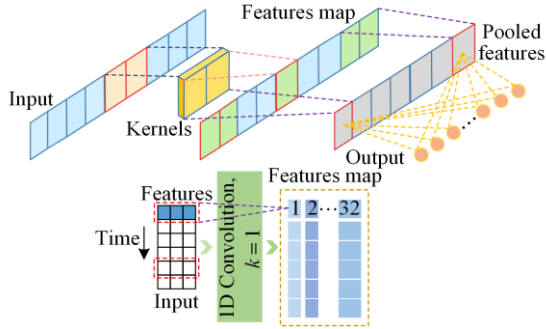 Features map
Pooled
features
Input
Kernels
Output
Features map
Features
1 2 ··· 32
Time
1D Convolution,
k = 1
Input